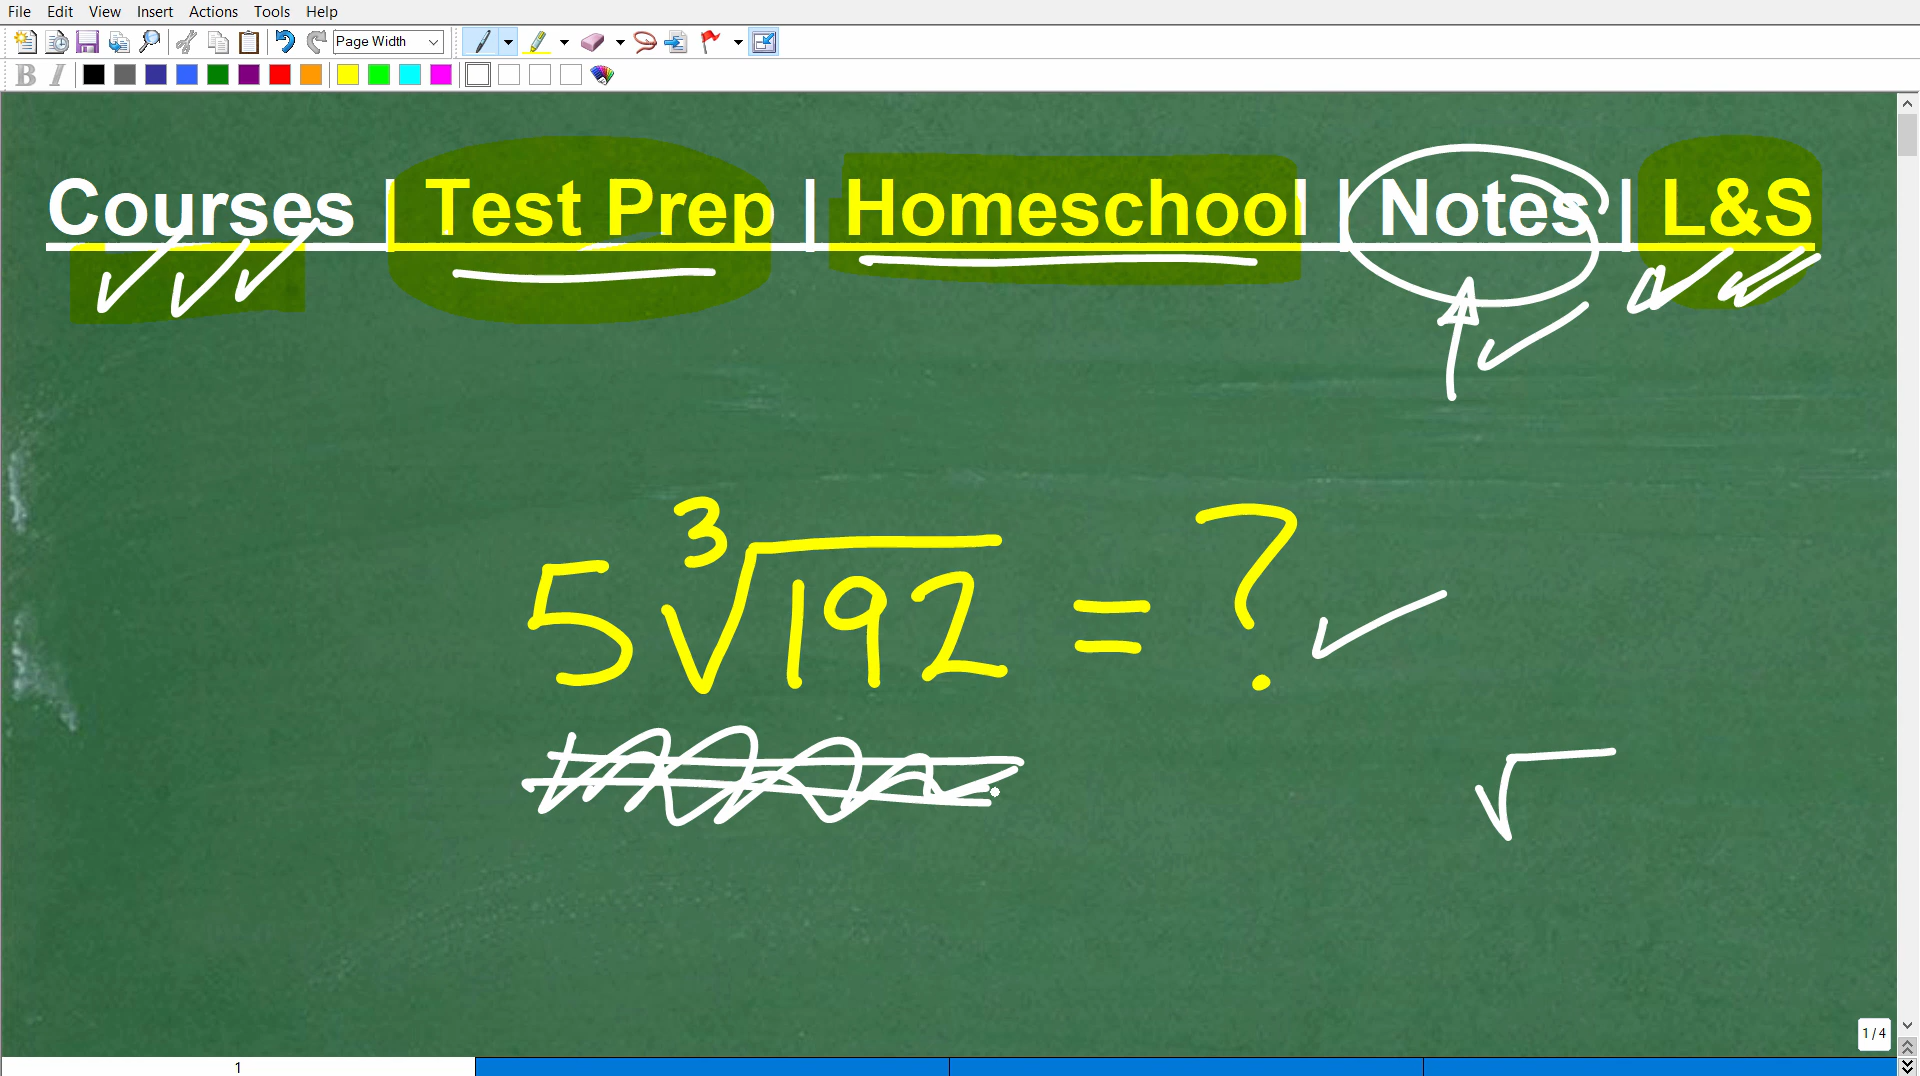 File Edit View Insert Actions Tools Help
Page Width
B I
Courses | Test Prep | Homeschool | Notes | L&S
5∛192 = ?
√
1 / 4
1